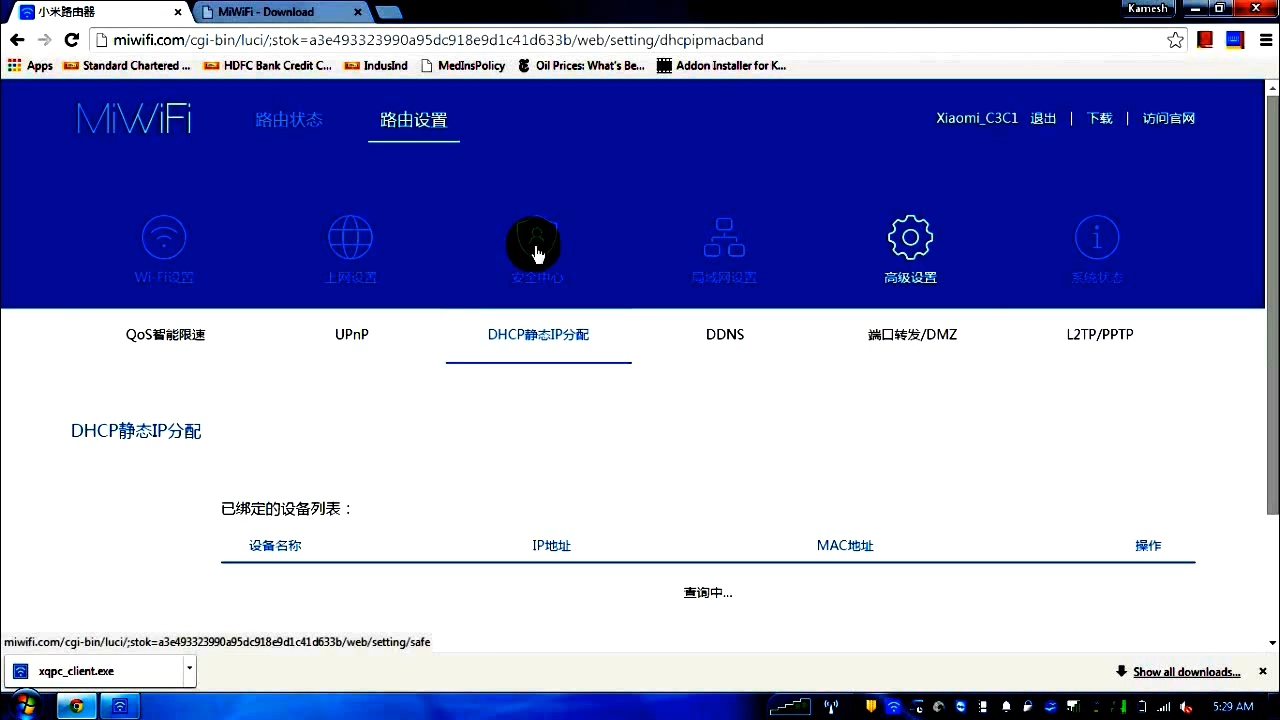 小米路由器 MiWiFi - Download Kamesh
miwifi.com/cgi-bin/luci/;stok=a3e493323990a95dc918e9d1c41d633b/web/setting/dhcpipmacband
Apps Standard Chartered ... HDFC Bank Credit C... IndusInd MedInsPolicy Oil Prices: What's Be... Addon Installer for K...
MiWiFi 路由状态 路由设置 Xiaomi_C3C1 退出 | 下载 | 访问官网
Wi-Fi设置 上网设置 安全中心 局域网设置 高级设置 系统状态
QoS智能限速 UPnP DHCP静态IP分配 DDNS 端口转发/DMZ L2TP/PPTP
DHCP静态IP分配
已绑定的设备列表：
设备名称 IP地址 MAC地址 操作
查询中...
miwifi.com/cgi-bin/luci/;stok=a3e493323990a95dc918e9d1c41d633b/web/setting/safe
xqpc_client.exe Show all downloads...
5:29 AM